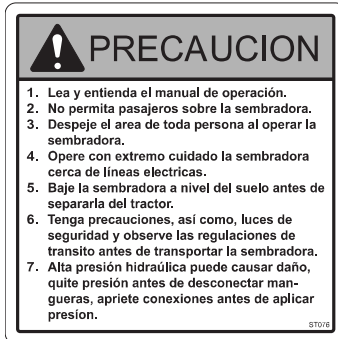 PRECAUCION
1. Lea y entienda el manual de operación.
2. No permita pasajeros sobre la sembradora.
3. Despeje el area de toda persona al operar la
sembradora.
4. Opere con extremo cuidado la sembradora
cerca de líneas electricas.
5. Baje la sembradora a nivel del suelo antes de
separarla del tractor.
6. Tenga precauciones, así como, luces de
seguridad y observe las regulaciones de
transito antes de transportar la sembradora.
7. Alta presión hidraúlica puede causar daño,
quite presión antes de desconectar man-
gueras, apriete conexiones antes de aplicar
presíon.
ST076